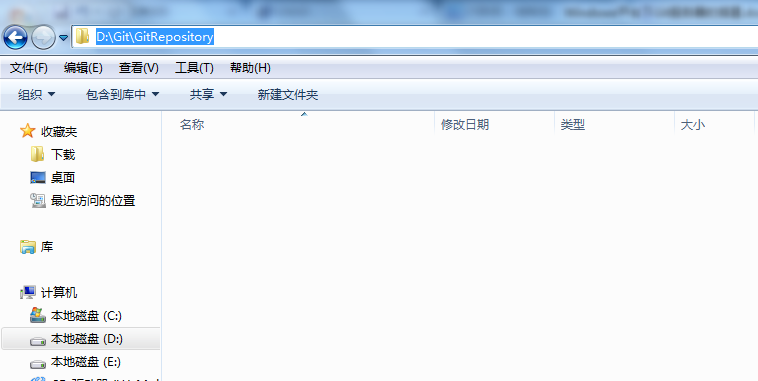 D:\Git\GitRepository
文件(F) 编辑(E) 查看(V) 工具(T) 帮助(H)
组织 包含到库中 共享 新建文件夹
名称 修改日期 类型 大小
收藏夹
下载
桌面
最近访问的位置
库
计算机
本地磁盘 (C:)
本地磁盘 (D:)
本地磁盘 (E:)